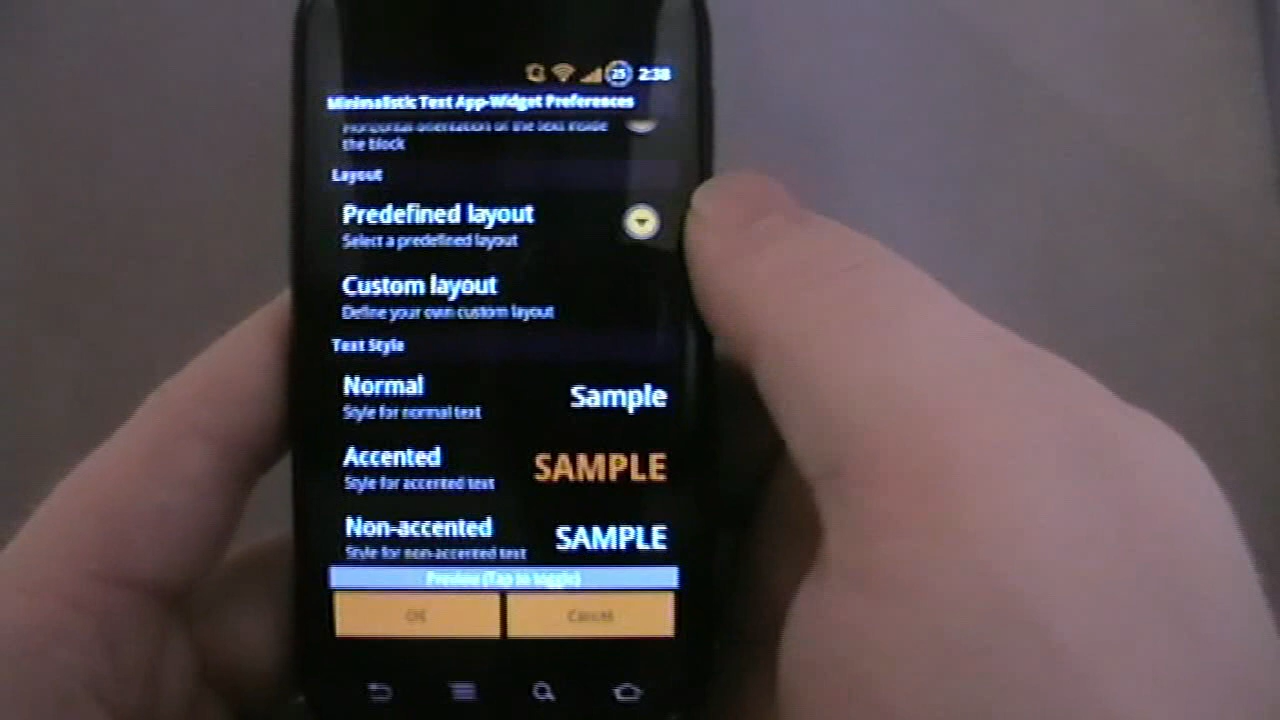 25 2:38
Minimalistic Text App-Widget Preferences
Horizontal orientation of the text inside
the block
Layout
Predefined layout
Select a predefined layout
Custom layout
Define your own custom layout
Text Style
Normal
Sample
Style for normal text
Accented
SAMPLE
Style for accented text
Non-accented
SAMPLE
Style for non-accented text
Preview (Tap to toggle)
OK
Cancel